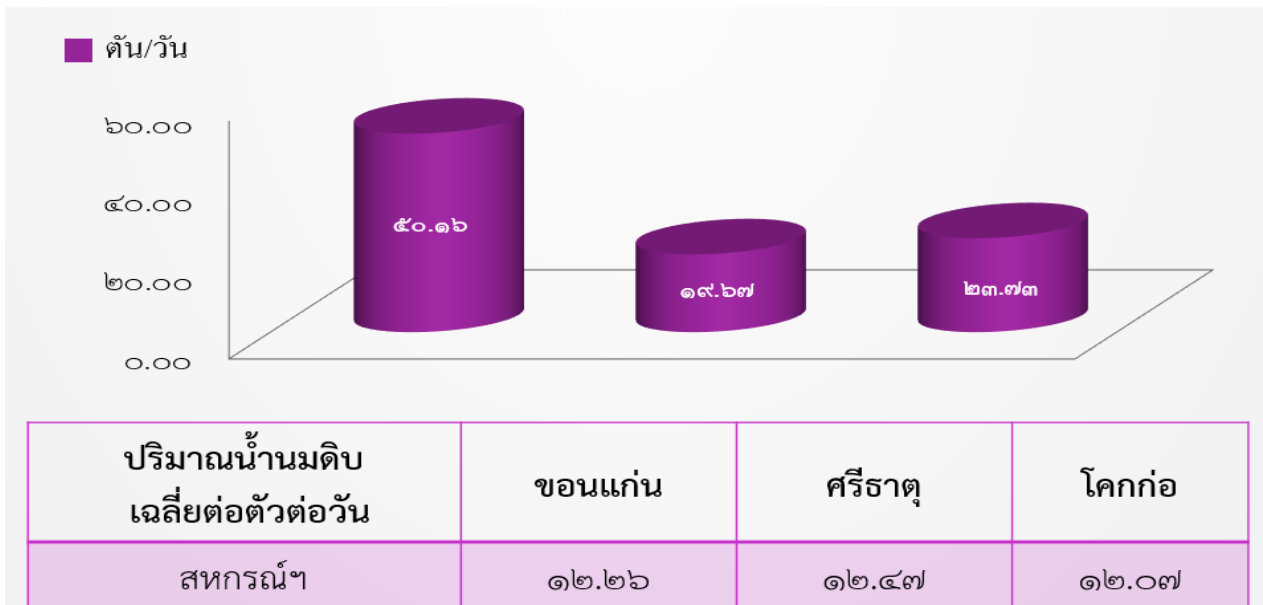 ตัน/วัน
๖๐.๐๐
๔๐.๐๐
๒๐.๐๐
๐.๐๐
๕๐.๑๖
๑๙.๖๗
๒๓.๗๓
ปริมาณน้ำนมดิบ
เฉลี่ยต่อตัวต่อวัน
ขอนแก่น
ศรีธาตุ
โคกก่อ
สหกรณ์ฯ
๑๒.๒๖
๑๒.๔๗
๑๒.๐๗